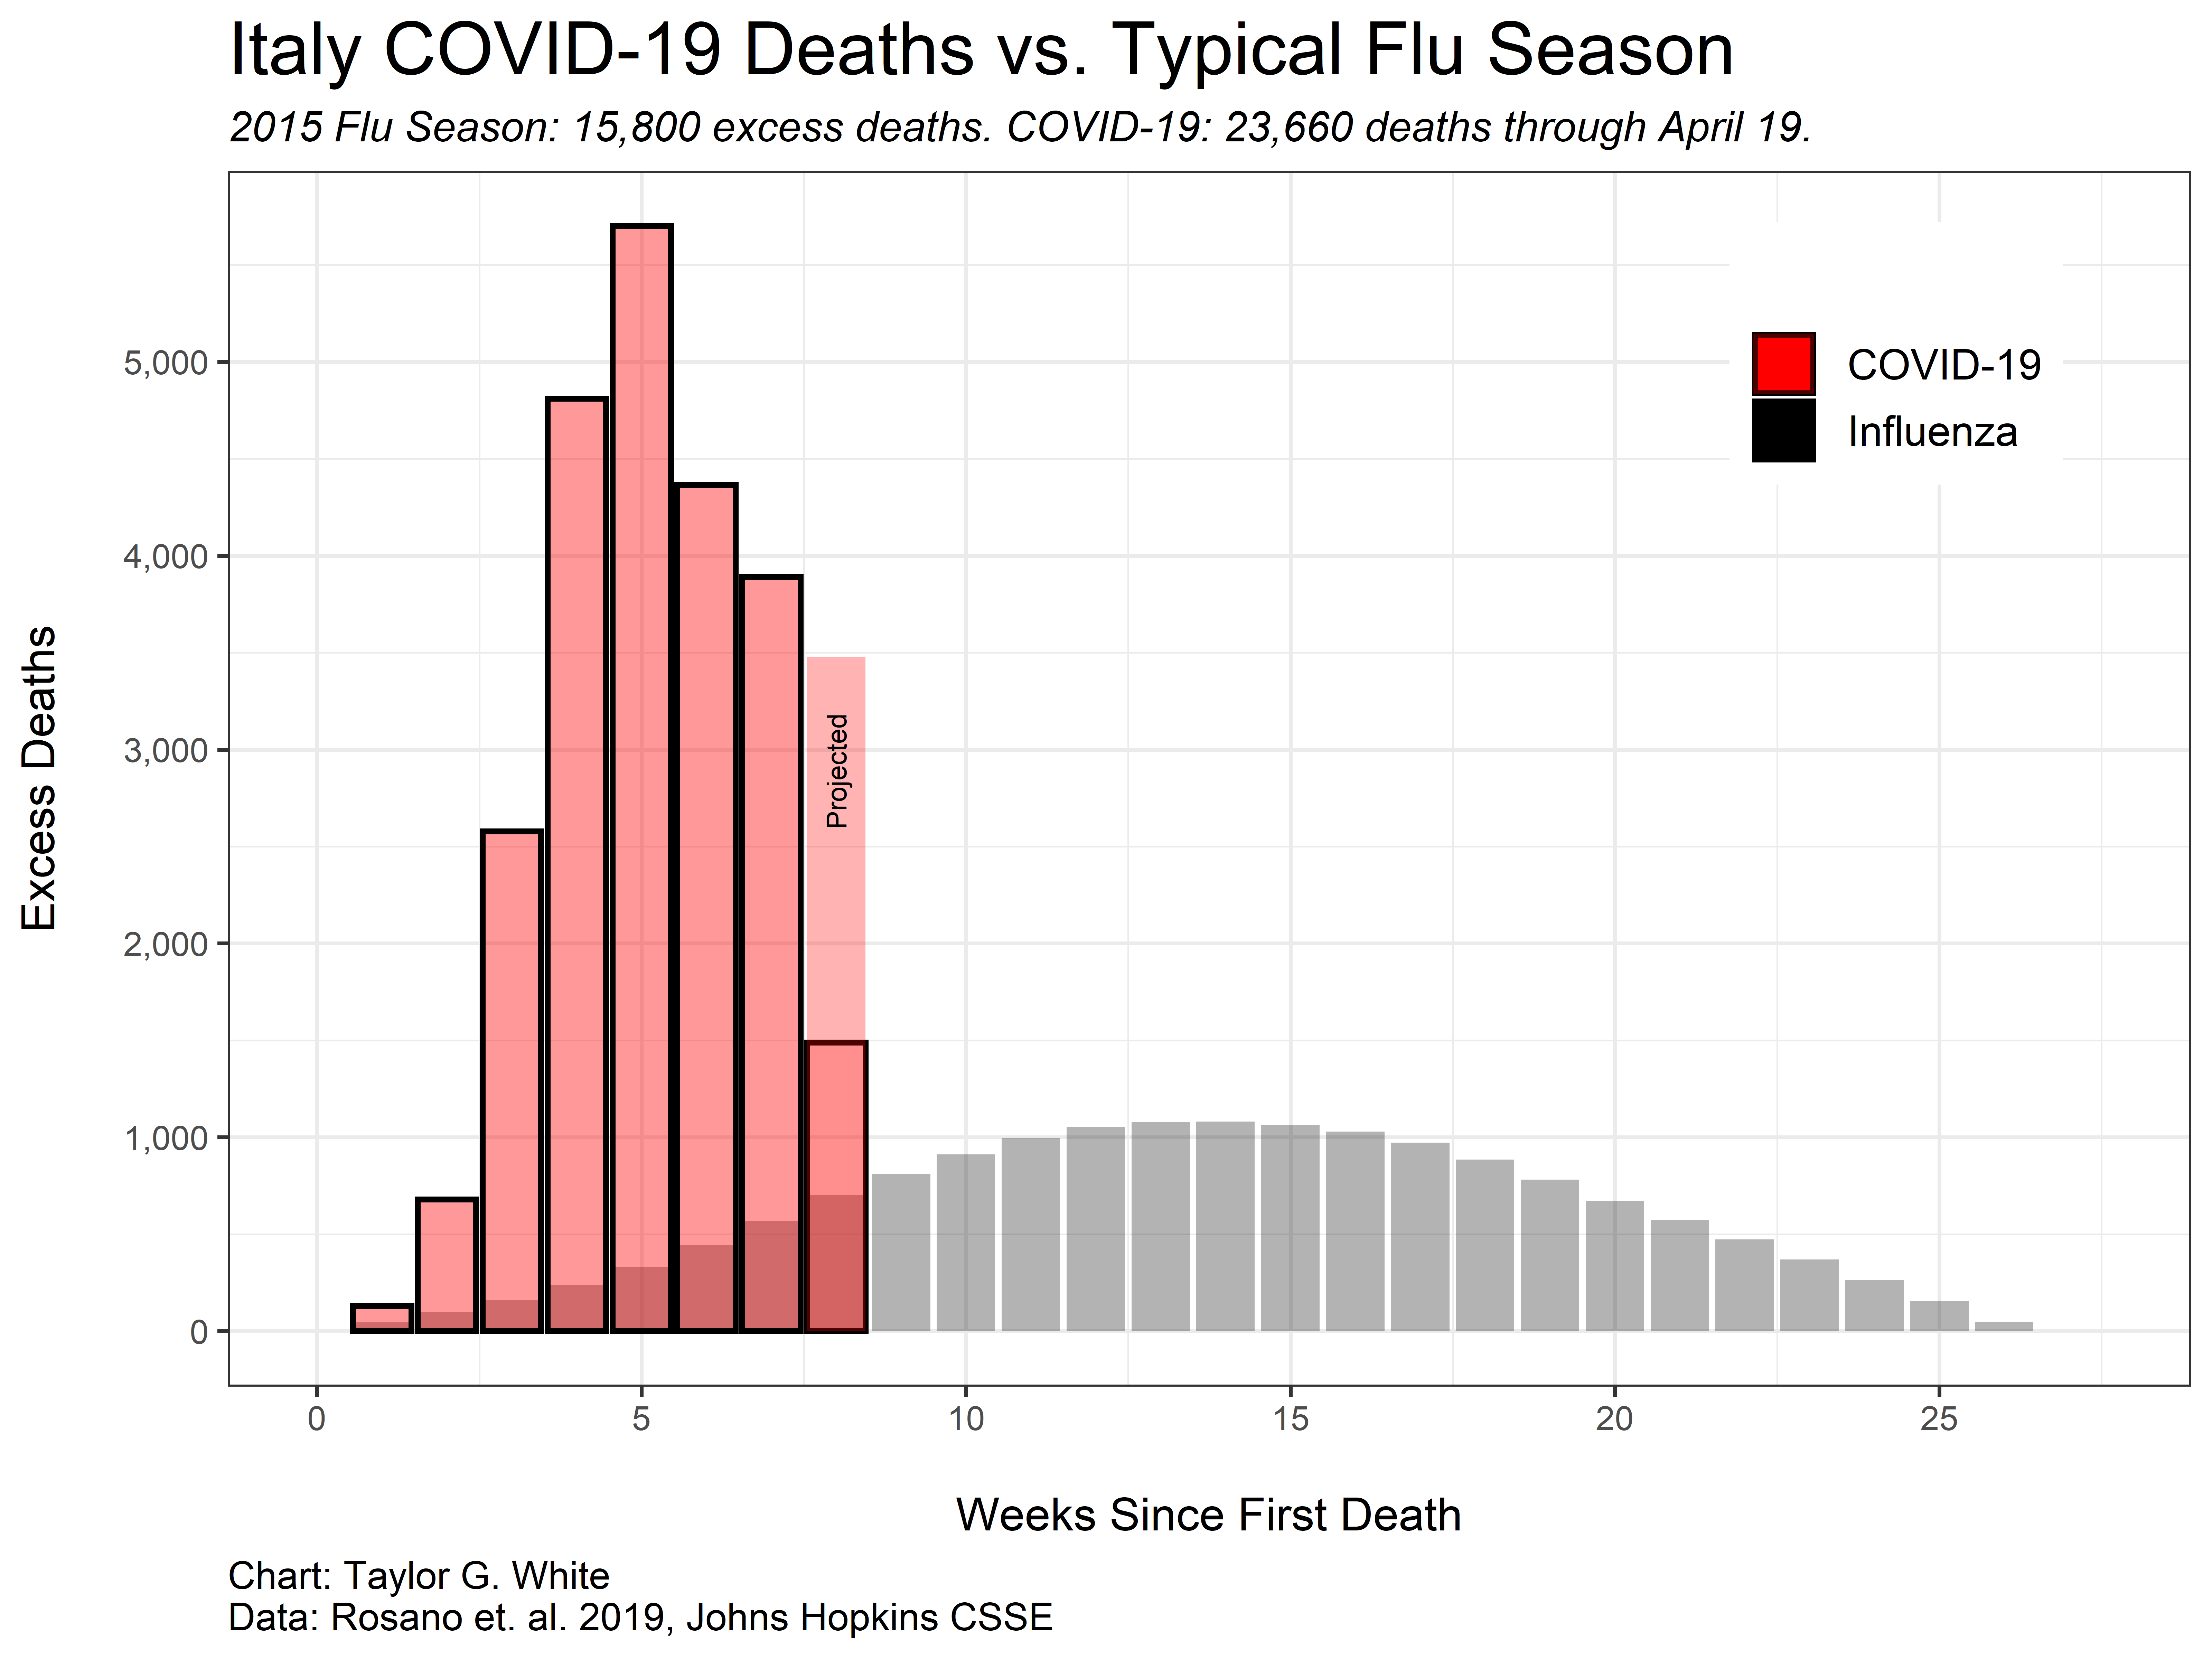 Italy COVID-19 Deaths vs. Typical Flu Season
2015 Flu Season: 15,800 excess deaths. COVID-19: 23,660 deaths through April 19.
COVID-19
Influenza
Excess Deaths
5,000
4,000
3,000
2,000
1,000
0
Projected
0 5 10 15 20 25
Weeks Since First Death
Chart: Taylor G. White
Data: Rosano et. al. 2019, Johns Hopkins CSSE